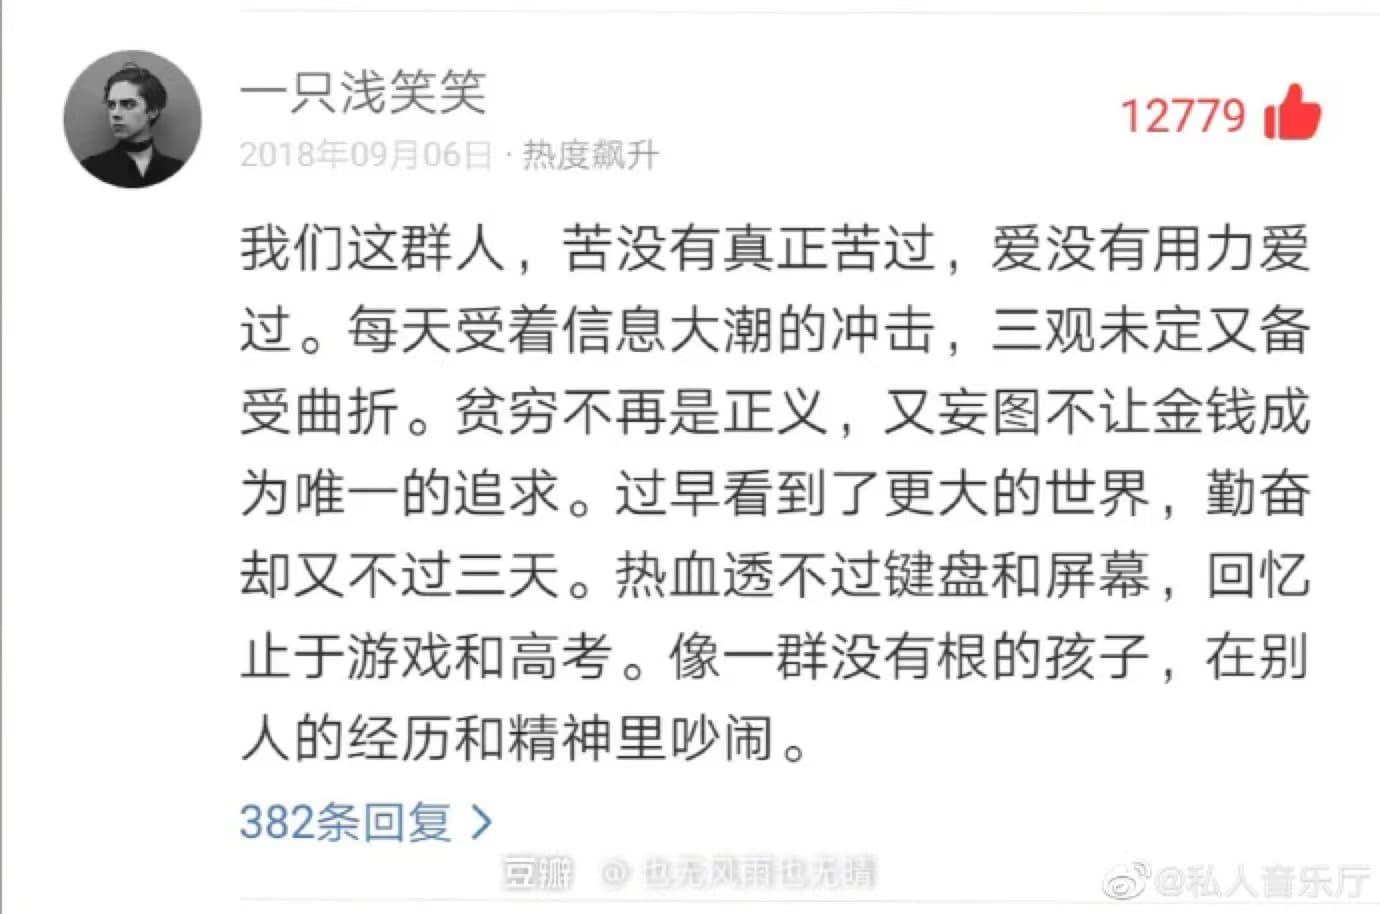 一只浅笑笑
12779
2018年09月06日·热度飙升
我们这群人，苦没有真正苦过，爱没有用力爱
过。每天受着信息大潮的冲击，三观未定又备
受曲折。贫穷不再是正义，又妄图不让金钱成
为唯一的追求。过早看到了更大的世界，勤奋
却又不过三天。热血透不过键盘和屏幕，回忆
止于游戏和高考。像一群没有根的孩子，在别
人的经历和精神里吵闹。
382条回复 >
豆瓣 @也无风雨也无晴
@私人音乐厅